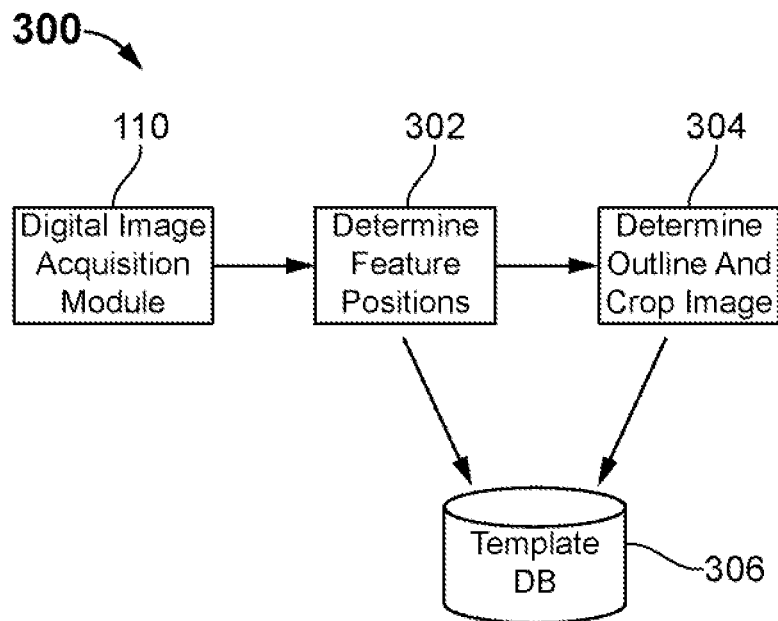 300
110
302
304
Digital Image
Acquisition
Module
Determine
Feature
Positions
Determine
Outline And
Crop Image
Template
DB
306